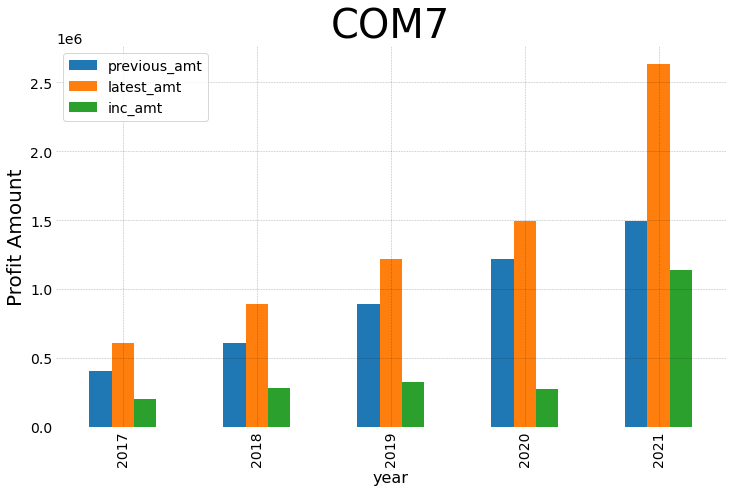 COM7
1e6
previous_amt
latest_amt
inc_amt
2.5
2.0
1.5
1.0
0.5
0.0
Profit Amount
2017
2018
2019
2020
2021
year